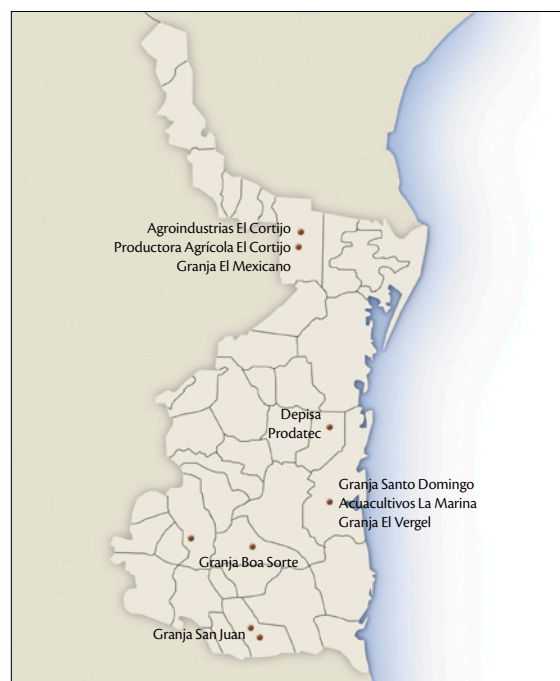 Agroindustrias El Cortijo
Productora Agrícola El Cortijo
Granja El Mexicano
Depisa
Prodatec
Granja Santo Domingo
Acuacultivos La Marina
Granja El Vergel
Granja Boa Sorte
Granja San Juan